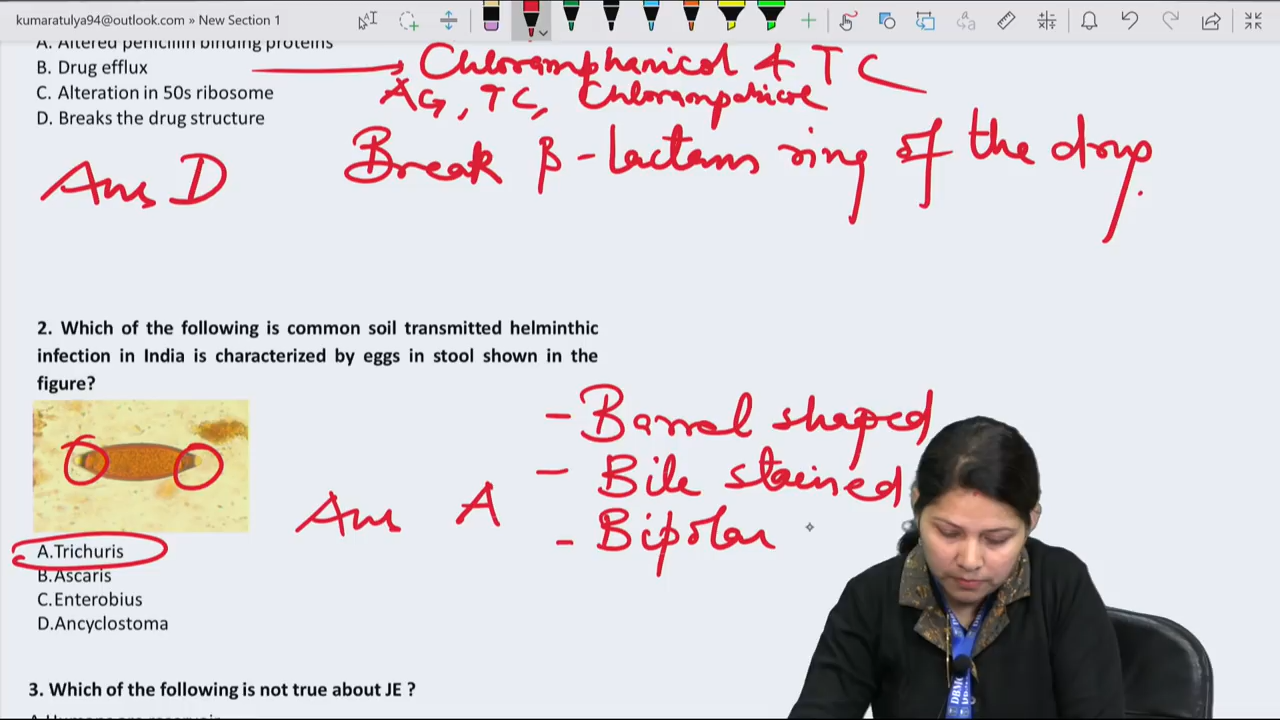 kumaratulya94@outlook.com » New Section 1
A. Altered penicillin binding proteins
B. Drug efflux
Chloramphanicol & TC
C. Alteration in 50s ribosome
AG, TC,
D. Breaks the drug structure
Break β-lactams ring of the drug.
Ans D
2. Which of the following is common soil transmitted helminthic
infection in India is characterized by eggs in stool shown in the
figure?
- Barrel shaped
- Bile stained
- Bipolar
Ans A
A.Trichuris
B.Ascaris
C.Enterobius
D.Ancyclostoma
3. Which of the following is not true about JE ?